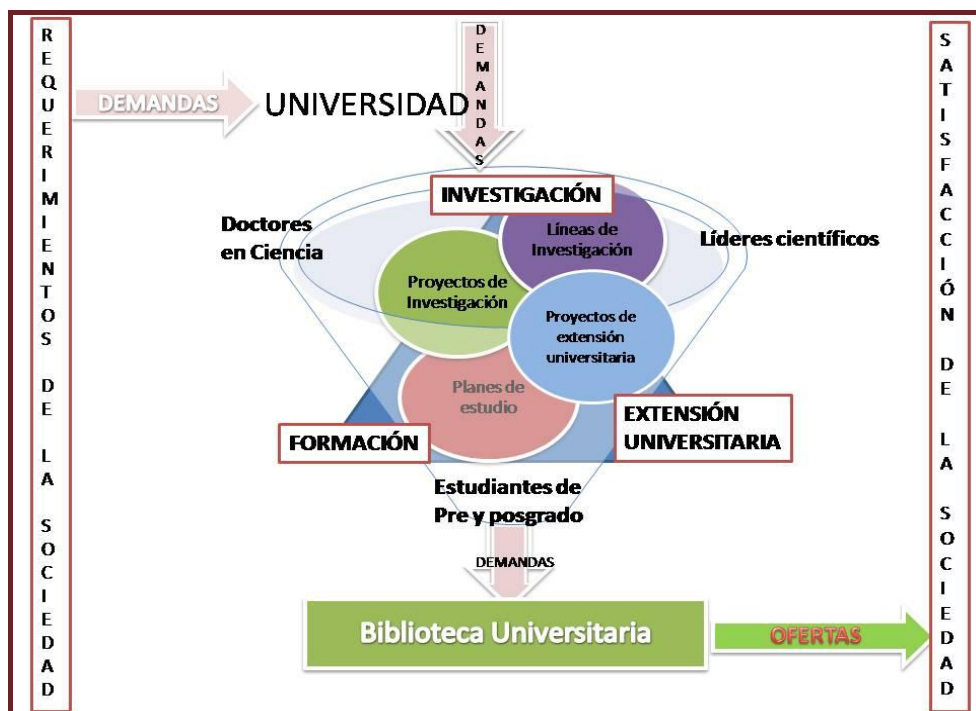 REQUERIMIENTOS DE LA SOCIEDAD
DEMANDAS
UNIVERSIDAD
DEMANDAS
INVESTIGACIÓN
Doctores
en Ciencia
Líneas de
Investigación
Líderes científicos
Proyectos de
Investigación
Proyectos de
extensión
universitaria
Planes de
estudio
FORMACIÓN
EXTENSIÓN
UNIVERSITARIA
Estudiantes de
Pre y posgrado
DEMANDAS
Biblioteca Universitaria
OFERTAS
SATISFACCIÓN DE LA SOCIEDAD